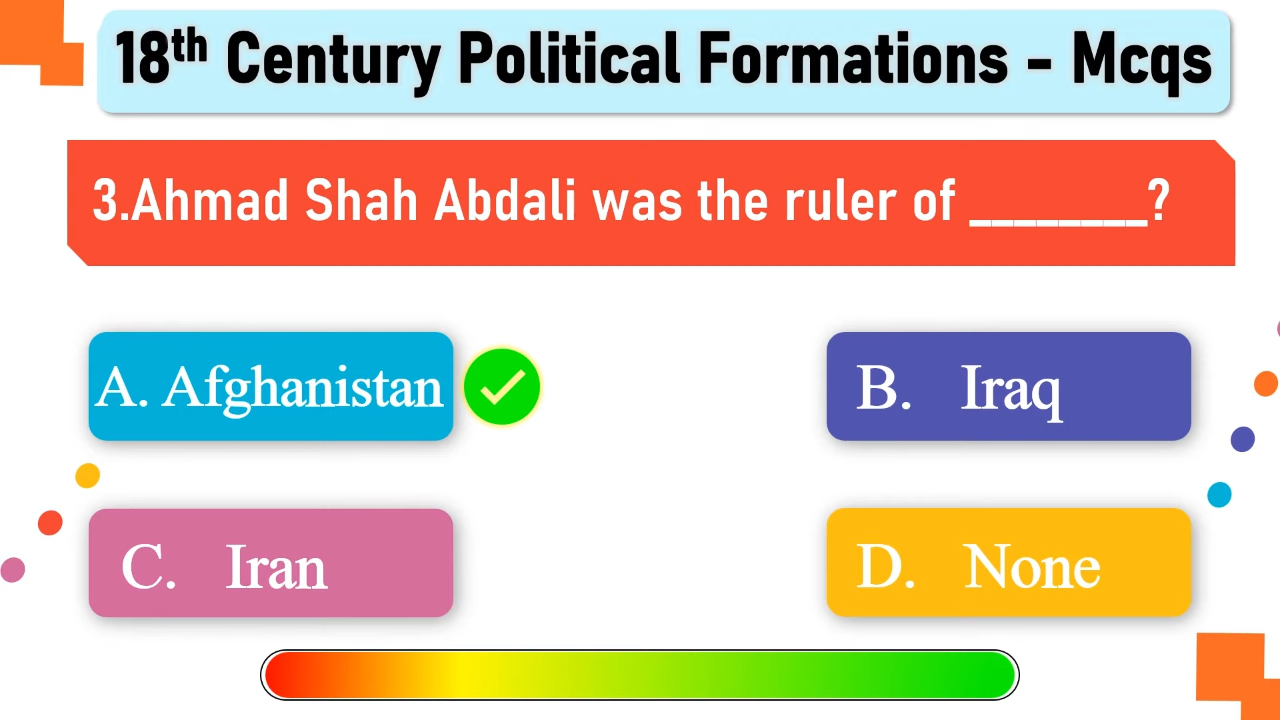 18th Century Political Formations - Mcqs
3.Ahmad Shah Abdali was the ruler of ________?
A. Afghanistan
B. Iraq
C. Iran
D. None